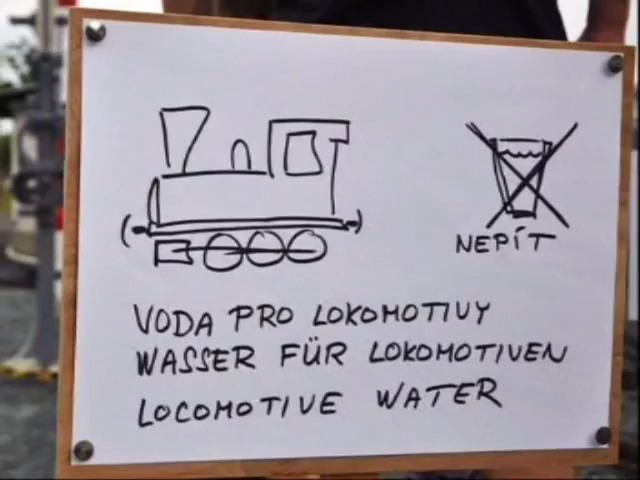 NEPÍT
VODA PRO LOKOMOTIVY
WASSER FÜR LOKOMOTIVEN
LOCOMOTIVE WATER